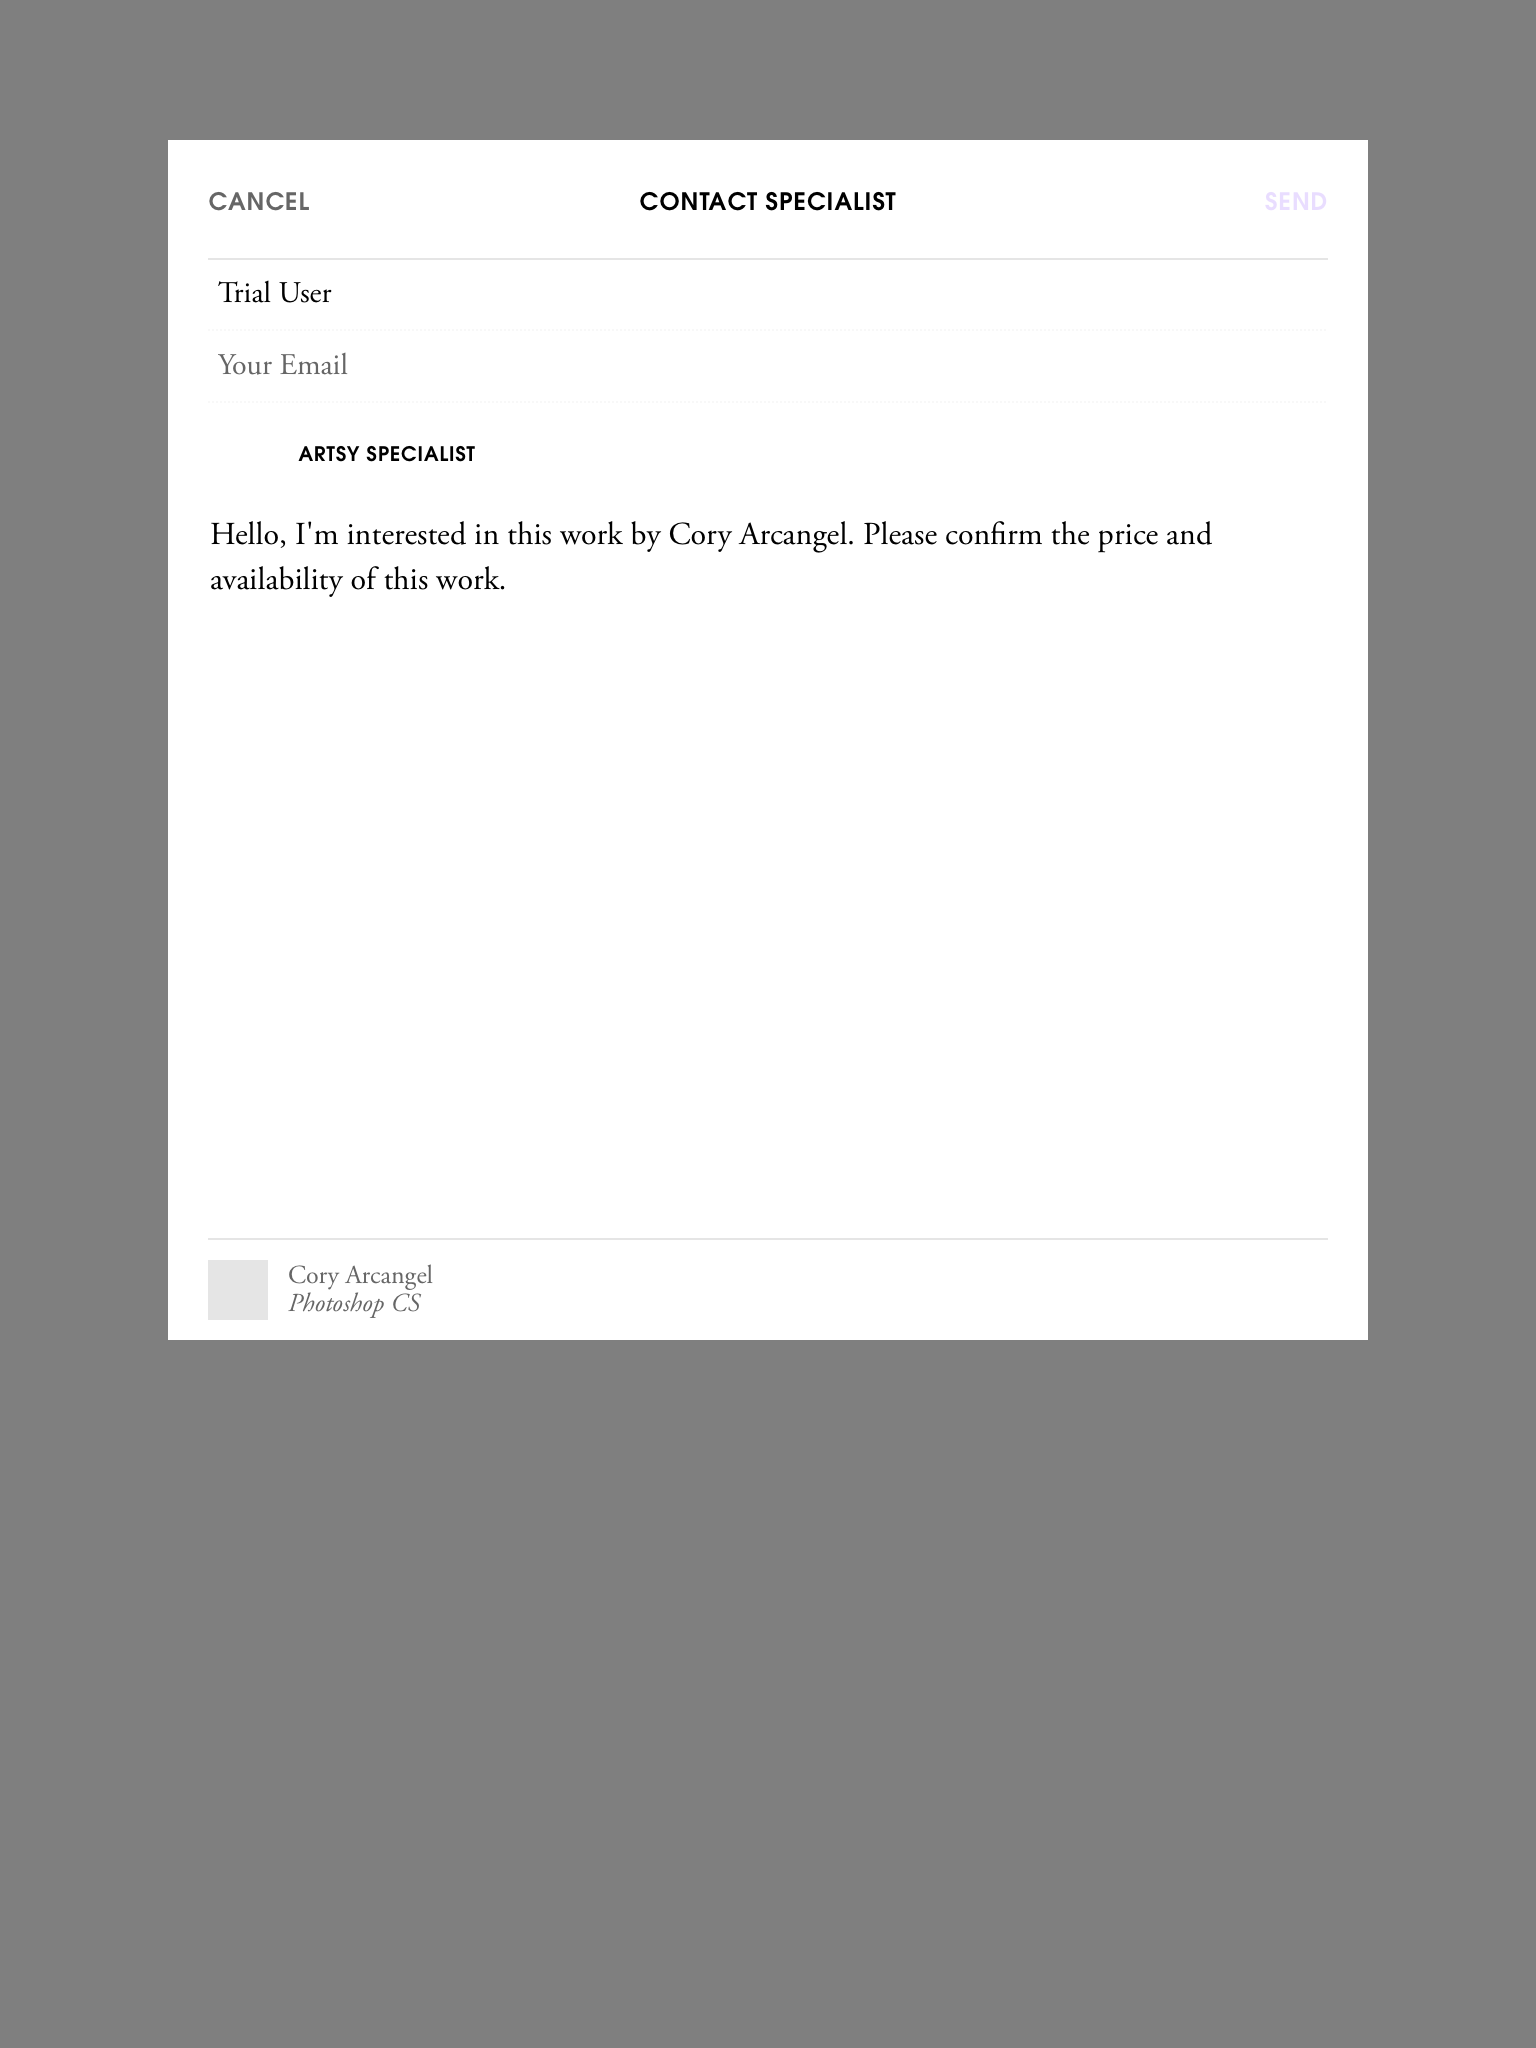 CANCEL CONTACT SPECIALIST SEND
Trial User
Your Email
ARTSY SPECIALIST
Hello, I'm interested in this work by Cory Arcangel. Please confirm the price and
availability of this work.
Cory Arcangel
Photoshop CS